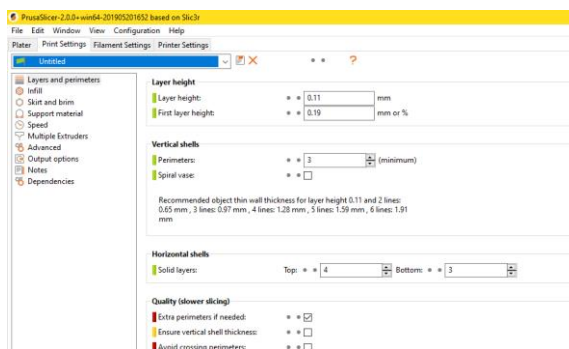 PrusaSlicer-2.0.0+win64-201905201652 based on Slic3r
File Edit Window View Configuration Help
Plater Print Settings Filament Settings Printer Settings
Untitled ?
Layers and perimeters
Infill
Skirt and brim
Support material
Speed
Multiple Extruders
Advanced
Output options
Notes
Dependencies
Layer height
Layer height: 0.11 mm
First layer height: 0.19 mm or %
Vertical shells
Perimeters: 3 (minimum)
Spiral vase:
Recommended object thin wall thickness for layer height 0.11 and 2 lines:
0.65 mm , 3 lines: 0.97 mm , 4 lines: 1.28 mm , 5 lines: 1.59 mm , 6 lines: 1.91
mm
Horizontal shells
Solid layers: Top: 4 Bottom: 3
Quality (slower slicing)
Extra perimeters if needed:
Ensure vertical shell thickness:
Avoid crossing perimeters: